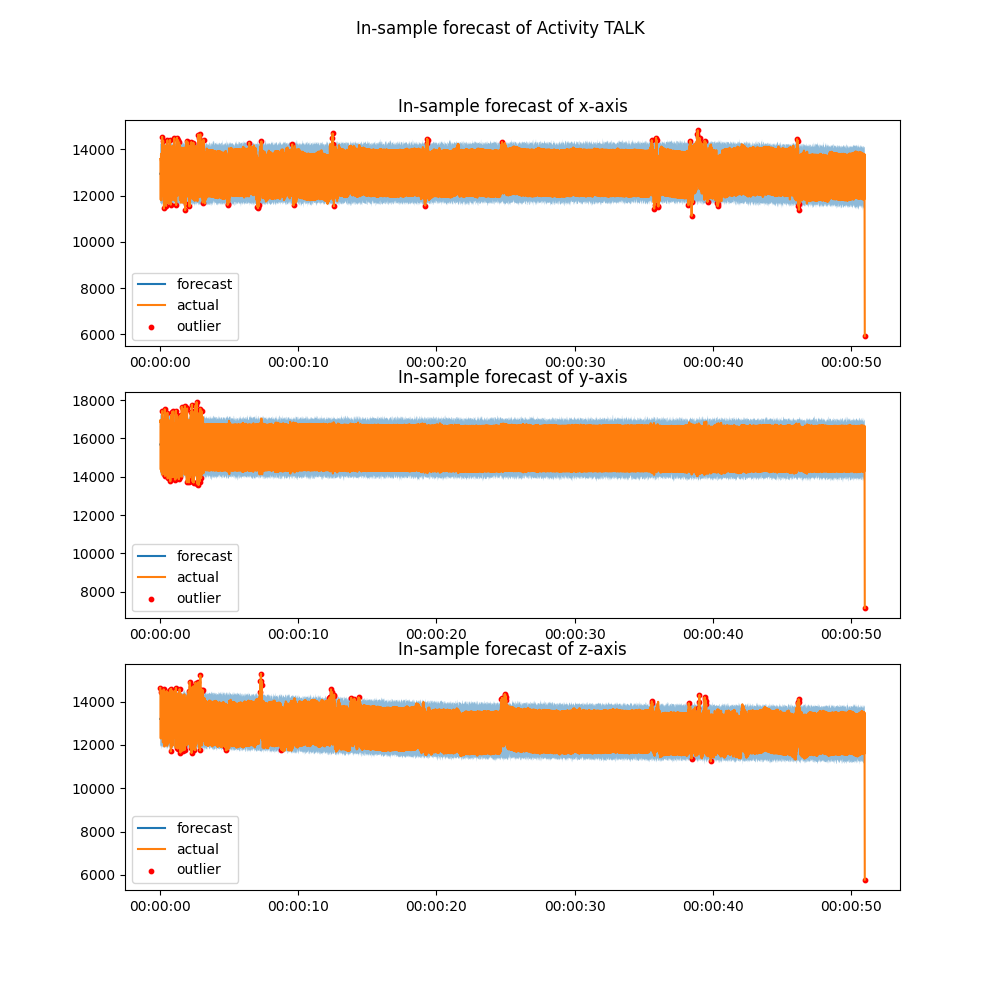 In-sample forecast of Activity TALK
In-sample forecast of x-axis
14000
12000
10000
8000
6000
forecast
actual
outlier
00:00:00 00:00:10 00:00:20 00:00:30 00:00:40 00:00:50
In-sample forecast of y-axis
18000
16000
14000
12000
10000
8000
forecast
actual
outlier
00:00:00 00:00:10 00:00:20 00:00:30 00:00:40 00:00:50
In-sample forecast of z-axis
14000
12000
10000
8000
6000
forecast
actual
outlier
00:00:00 00:00:10 00:00:20 00:00:30 00:00:40 00:00:50